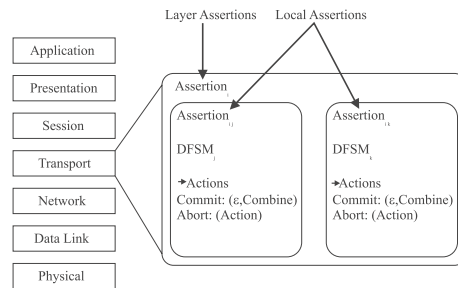 Layer Assertions Local Assertions
Application
Presentation
Session
Transport
Network
Data Link
Physical
Assertion i
Assertion i j
DFSM j
Actions
Commit: (ε,Combine)
Abort: (Action)
Assertion i k
DFSM k
Actions
Commit: (ε,Combine)
Abort: (Action)